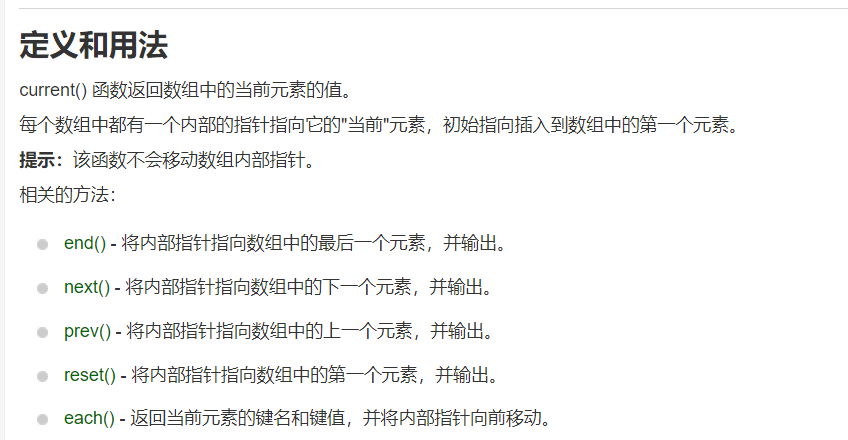 定义和用法
current() 函数返回数组中的当前元素的值。
每个数组中都有一个内部的指针指向它的"当前"元素，初始指向插入到数组中的第一个元素。
提示：该函数不会移动数组内部指针。
相关的方法：
end() - 将内部指针指向数组中的最后一个元素，并输出。
next() - 将内部指针指向数组中的下一个元素，并输出。
prev() - 将内部指针指向数组中的上一个元素，并输出。
reset() - 将内部指针指向数组中的第一个元素，并输出。
each() - 返回当前元素的键名和键值，并将内部指针向前移动。